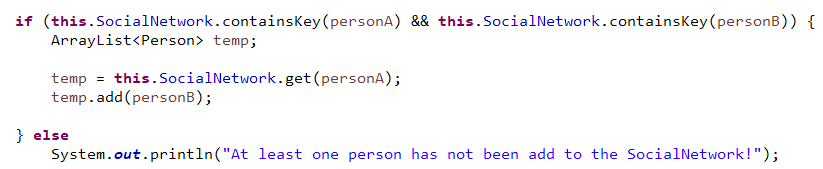 if (this.SocialNetwork.containsKey(personA) && this.SocialNetwork.containsKey(personB)) {
    ArrayList<Person> temp;

    temp = this.SocialNetwork.get(personA);
    temp.add(personB);

} else
    System.out.println("At least one person has not been add to the SocialNetwork!");